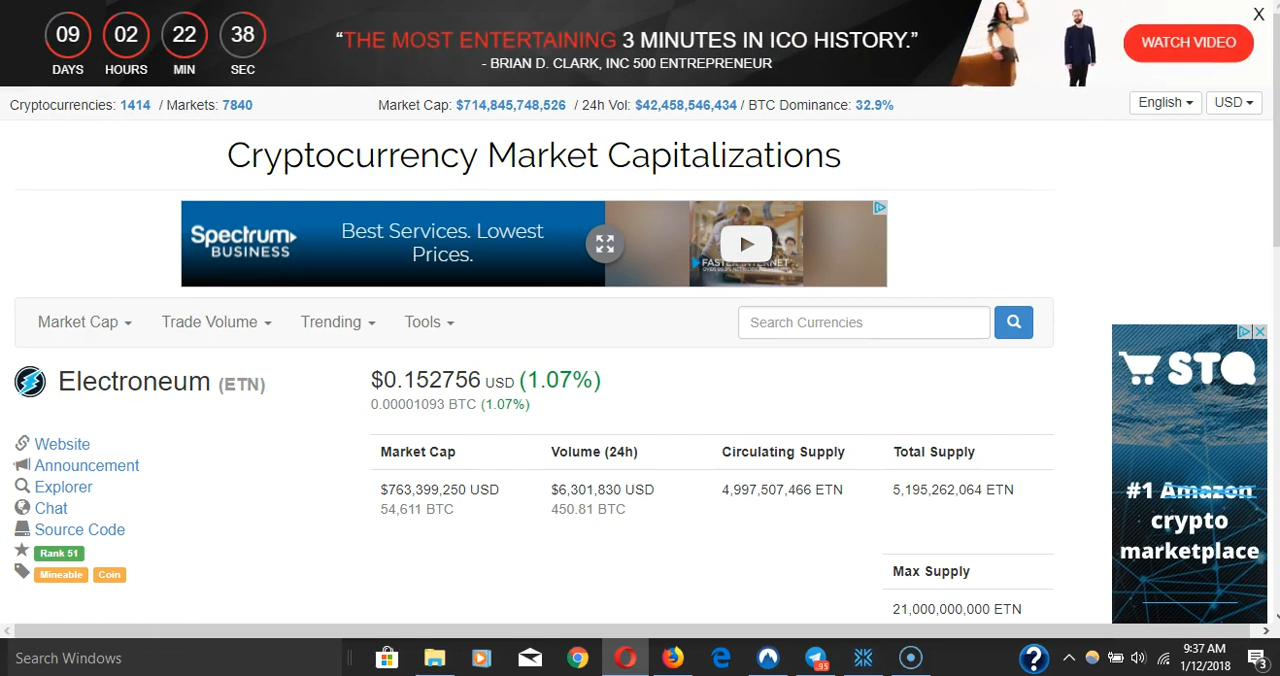 09 02 22 38
DAYS HOURS MIN SEC
“THE MOST ENTERTAINING 3 MINUTES IN ICO HISTORY.”
- BRIAN D. CLARK, INC 500 ENTREPRENEUR
WATCH VIDEO
X
Cryptocurrencies: 1414 / Markets: 7840
Market Cap: $714,845,748,526 / 24h Vol: $42,458,546,434 / BTC Dominance: 32.9%
English
USD
Cryptocurrency Market Capitalizations
Spectrum
BUSINESS
Best Services. Lowest
Prices.
FASTER INTERNET
Market Cap
Trade Volume
Trending
Tools
Search Currencies
Electroneum (ETN)
$0.152756 USD (1.07%)
0.00001093 BTC (1.07%)
Website
Announcement
Explorer
Chat
Source Code
Rank 51
Mineable Coin
Market Cap Volume (24h) Circulating Supply Total Supply
$763,399,250 USD $6,301,830 USD 4,997,507,466 ETN 5,195,262,064 ETN
54,611 BTC 450.81 BTC
Max Supply
21,000,000,000 ETN
STQ
#1 Amazon
crypto
marketplace
Search Windows
95
?
9:37 AM
1/12/2018
3